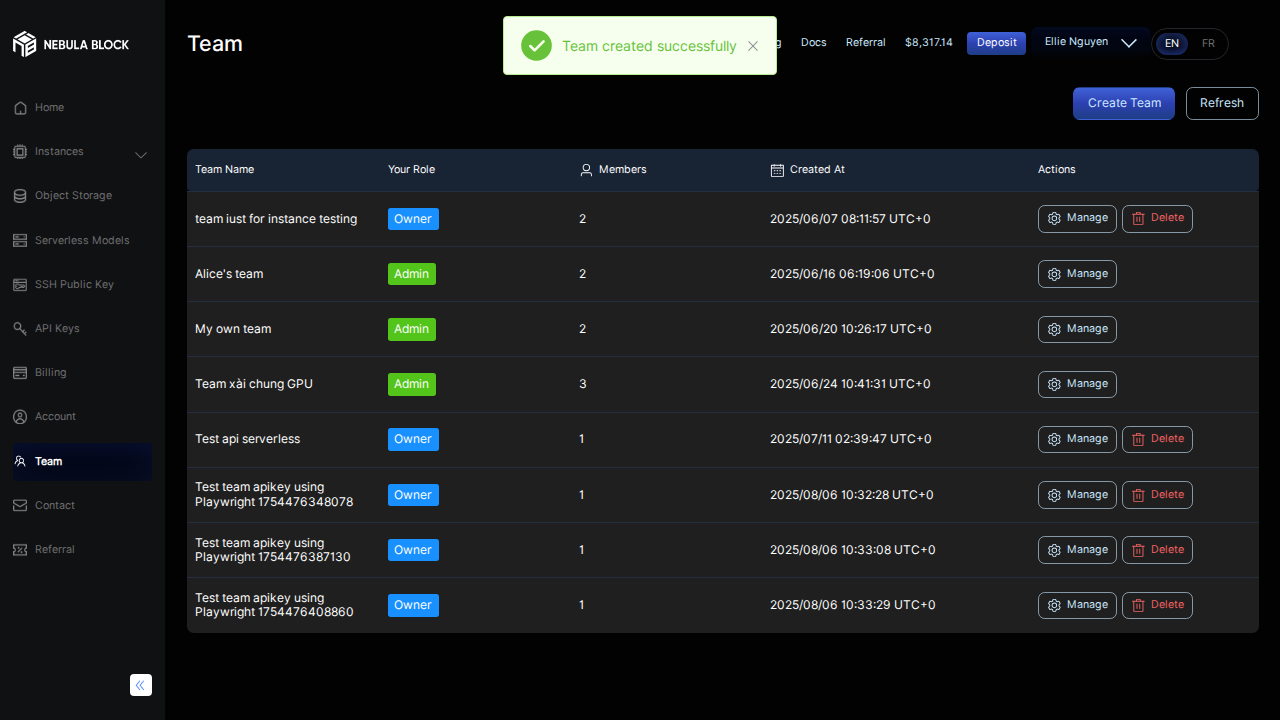 NEBULA BLOCK
Team
Team created successfully
g
Docs
Referral
$8,317.14
Deposit
Ellie Nguyen
EN
FR
Home
Instances
Object Storage
Serverless Models
SSH Public Key
API Keys
Billing
Account
Team
Contact
Referral
Create Team
Refresh
Team Name Your Role Members Created At Actions
team iust for instance testing Owner 2 2025/06/07 08:11:57 UTC+0 Manage Delete
Alice's team Admin 2 2025/06/16 06:19:06 UTC+0 Manage
My own team Admin 2 2025/06/20 10:26:17 UTC+0 Manage
Team xài chung GPU Admin 3 2025/06/24 10:41:31 UTC+0 Manage
Test api serverless Owner 1 2025/07/11 02:39:47 UTC+0 Manage Delete
Test team apikey using
Playwright 1754476348078 Owner 1 2025/08/06 10:32:28 UTC+0 Manage Delete
Test team apikey using
Playwright 1754476387130 Owner 1 2025/08/06 10:33:08 UTC+0 Manage Delete
Test team apikey using
Playwright 1754476408860 Owner 1 2025/08/06 10:33:29 UTC+0 Manage Delete